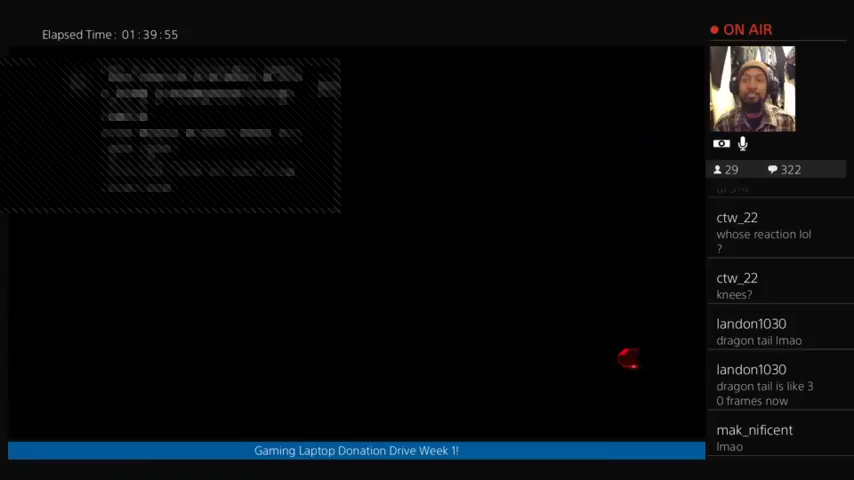 Elapsed Time: 01:39:55
ON AIR
29 322
ctw_22
whose reaction lol
?
ctw_22
knees?
landon1030
dragon tail lmao
landon1030
dragon tail is like 3
0 frames now
mak_nificent
lmao
Gaming Laptop Donation Drive Week 1!